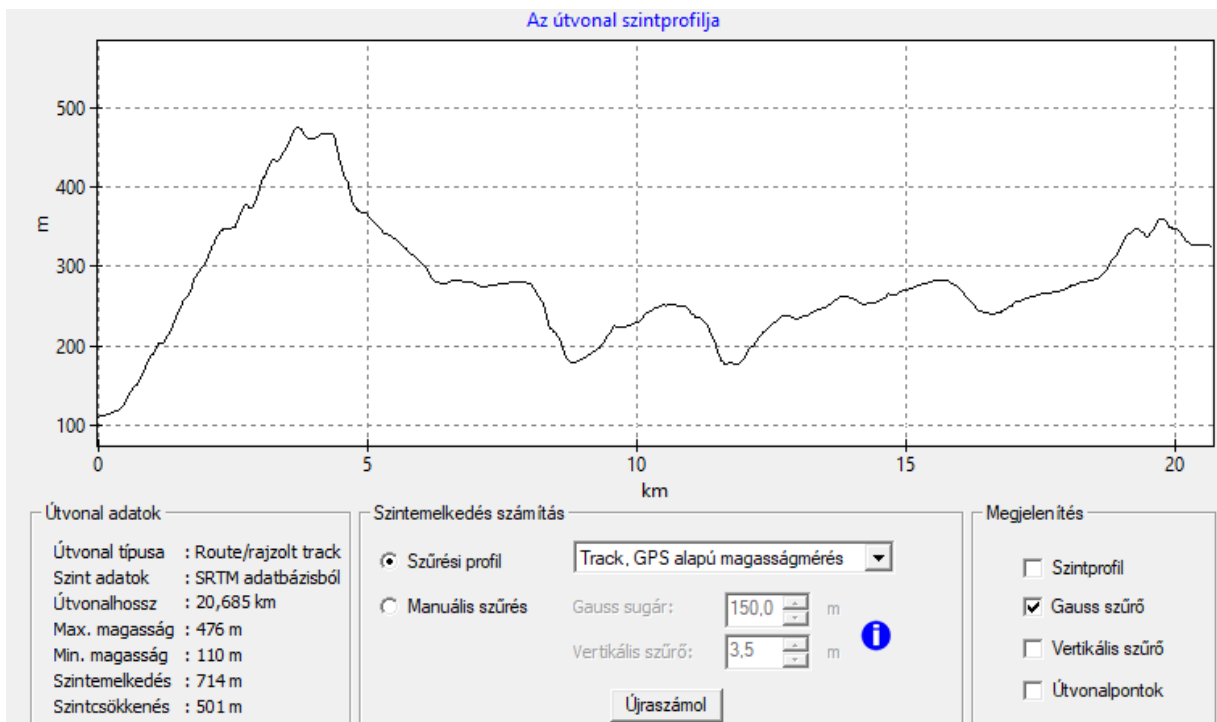 Az útvonal szintprofilja
500
400
m
300
200
100
0 5 10 15 20
km
Útvonal adatok
Útvonal típusa : Route/rajzolt track
Szint adatok : SRTM adatbázisból
Útvonalhossz : 20,685 km
Max. magasság : 476 m
Min. magasság : 110 m
Szintemelkedés : 714 m
Szintcsökkenés : 501 m
Szintemelkedés számítás
Szűrési profil Track, GPS alapú magasságmérés
Manuális szűrés Gauss sugár: 150,0 m
Vertikális szűrő: 3,5 m
i
Újraszámol
Megjelenítés
Szintprofil
Gauss szűrő
Vertikális szűrő
Útvonalpontok